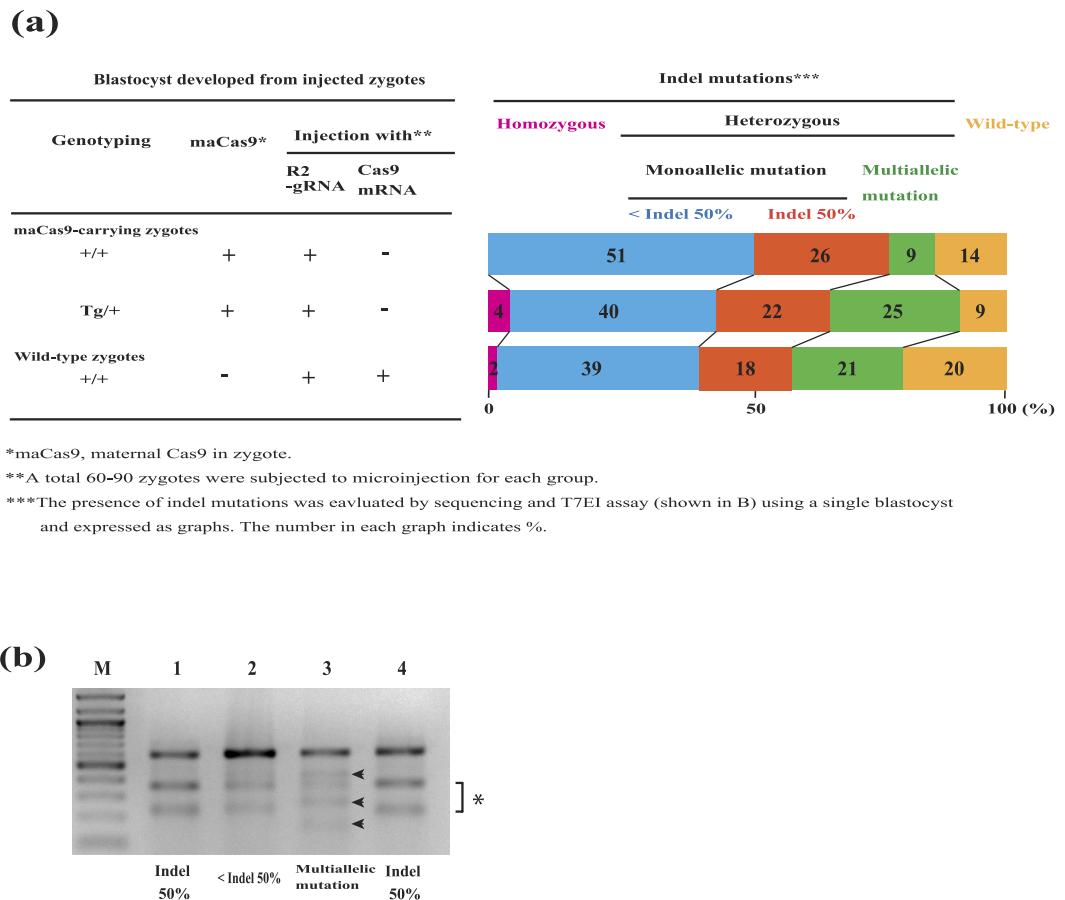 (a)
Blastocyst developed from injected zygotes
Indel mutations***
Homozygous
Heterozygous
Wild-type
Genotyping
maCas9*
Injection with**
R2
-gRNA
Cas9
mRNA
Monoallelic mutation
Multiallelic
mutation
< Indel 50%
Indel 50%
maCas9-carrying zygotes
+/+ + + -
51 26 9 14
Tg/+ + + -
4 40 22 25 9
Wild-type zygotes
+/+ - + +
2 39 18 21 20
0 50 100 (%)
*maCas9, maternal Cas9 in zygote.
**A total 60-90 zygotes were subjected to microinjection for each group.
***The presence of indel mutations was eavluated by sequencing and T7EI assay (shown in B) using a single blastocyst
and expressed as graphs. The number in each graph indicates %.
(b)
M 1 2 3 4
*
Indel
50%
< Indel 50%
Multiallelic
mutation
Indel
50%